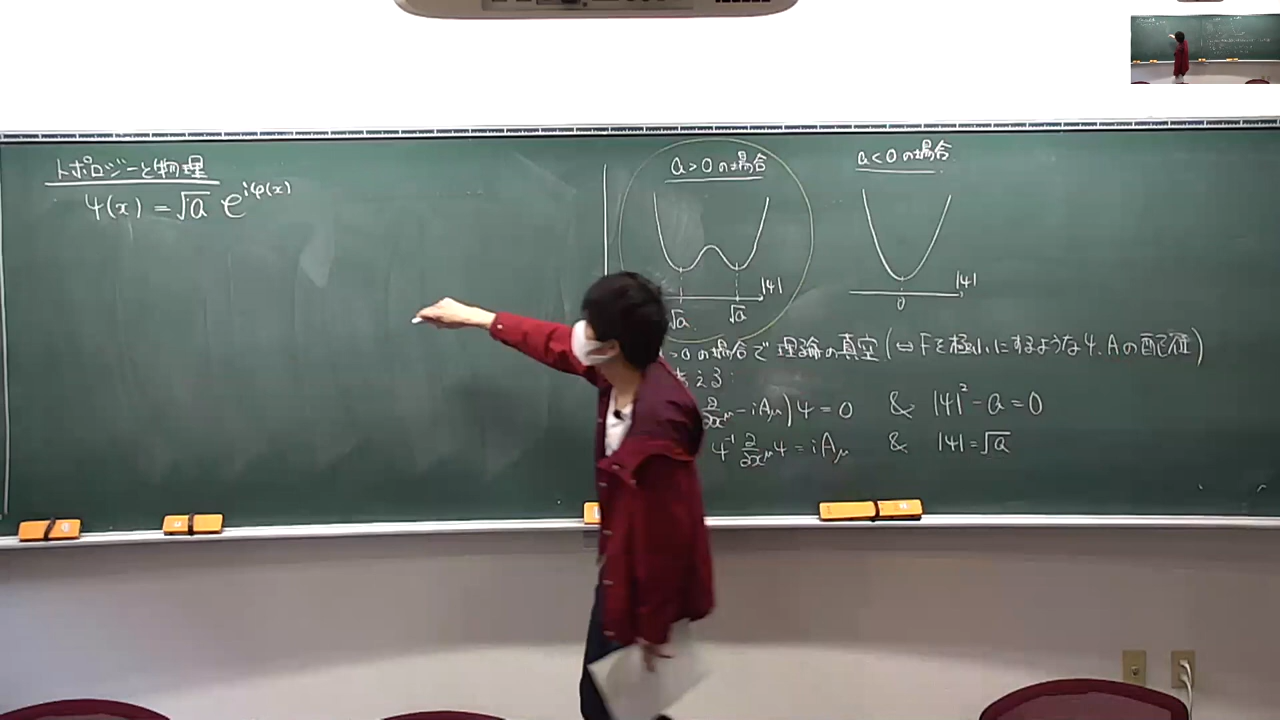 トポロジーと物理
ψ(x) = √a e^{iφ(x)}
a > 0 の場合
|ψ|
√a √a
a < 0 の場合
|ψ|
0
> 0 の場合で理論の真空 (⇔ Fを極小にするようなψ, Aの配位)
考える:
∂/∂x^μ - iA_μ) ψ = 0 & |ψ|² - a = 0
ψ^{-1} ∂/∂x^μ ψ = iA_μ & |ψ| = √a